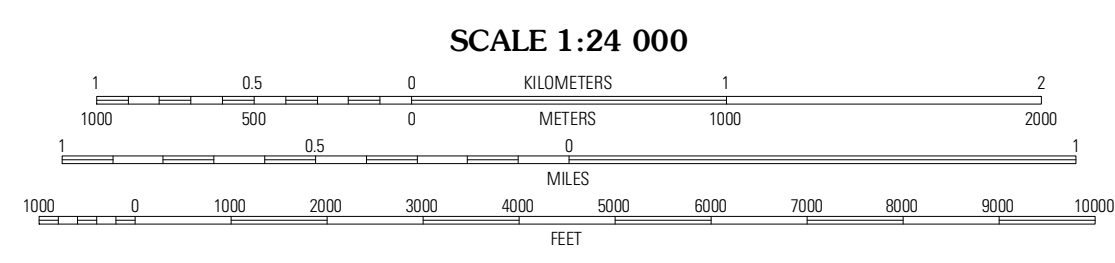 SCALE 1:24 000
1 0.5 0 KILOMETERS 1 2
1000 500 0 METERS 1000 2000
1 0.5 0 1
MILES
1000 0 1000 2000 3000 4000 5000 6000 7000 8000 9000 10000
FEET